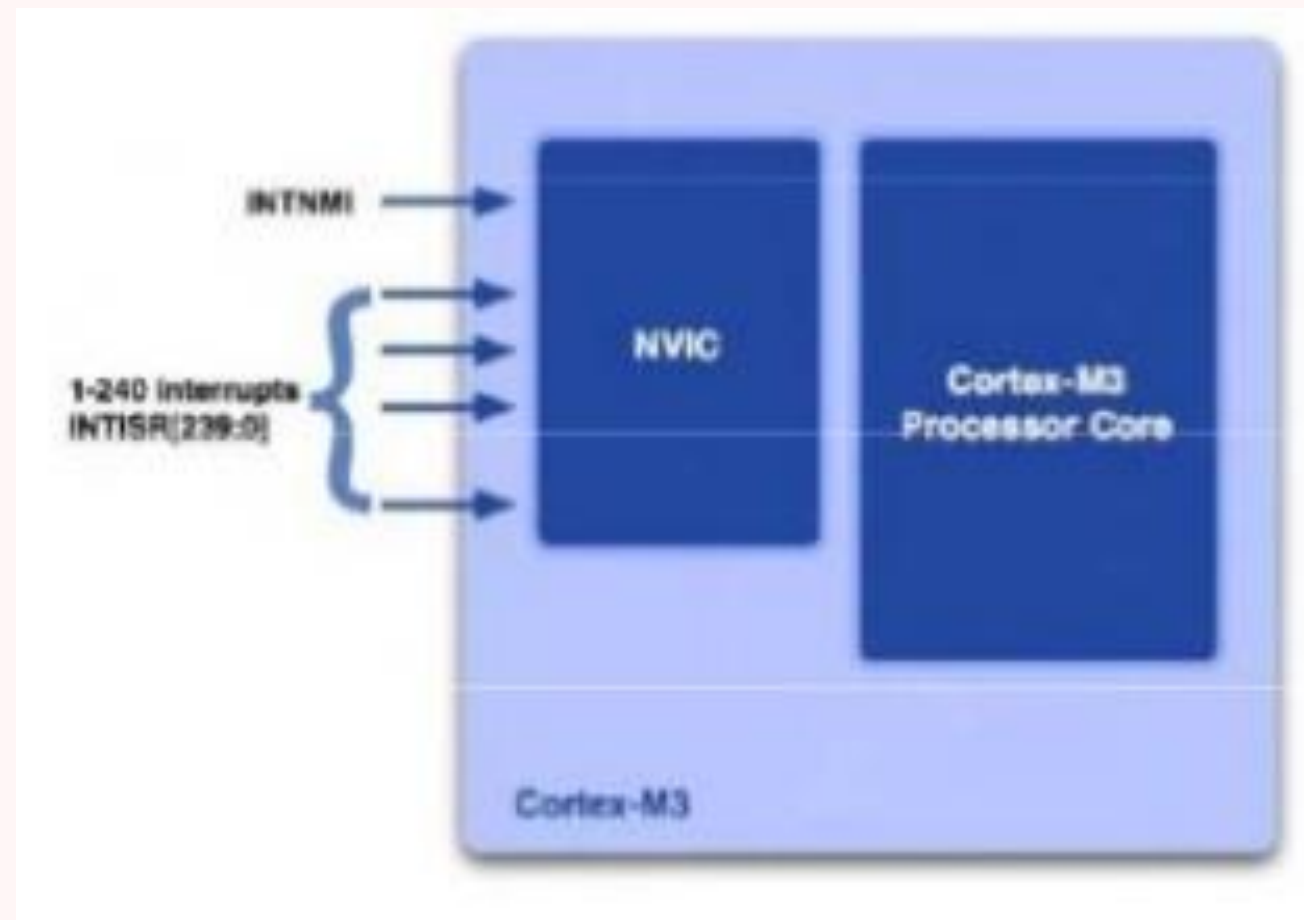 INTNMI
1-240 Interrupts
INTISR[239:0]
NVIC
Cortex-M3
Processor Core
Cortex-M3